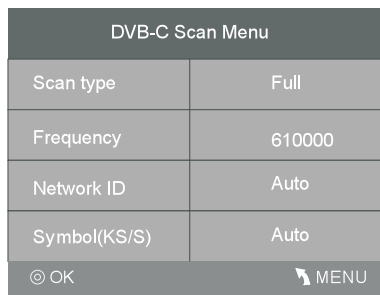 DVB-C Scan Menu
Scan type Full
Frequency 610000
Network ID Auto
Symbol(KS/S) Auto
OK MENU